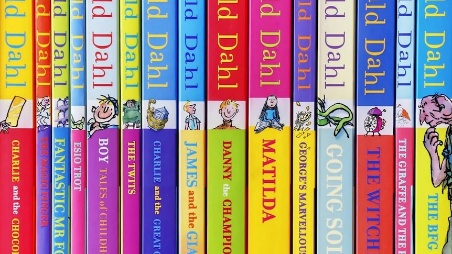 ld Dahl
CHARLIE and the CHOCO
ld Dahl
ld Dahl
FANTASTIC MR FO
ld Dahl
ESIO TROT
ld Dahl
BOY TALES of CHILDH
ld Dahl
THE TWITS
ld Dahl
CHARLIE and the GREAT
ld Dahl
JAMES and the GIA
ld Dahl
DANNY the CHAMPIO
ld Dahl
MATILDA
ld Dahl
GEORGE'S MARVELLOUS
ld Dahl
GOING SOL
ld Dahl
THE WITCH
ld Dahl
THE GIRAFFE AND THE P
ld Dahl
THE BFG